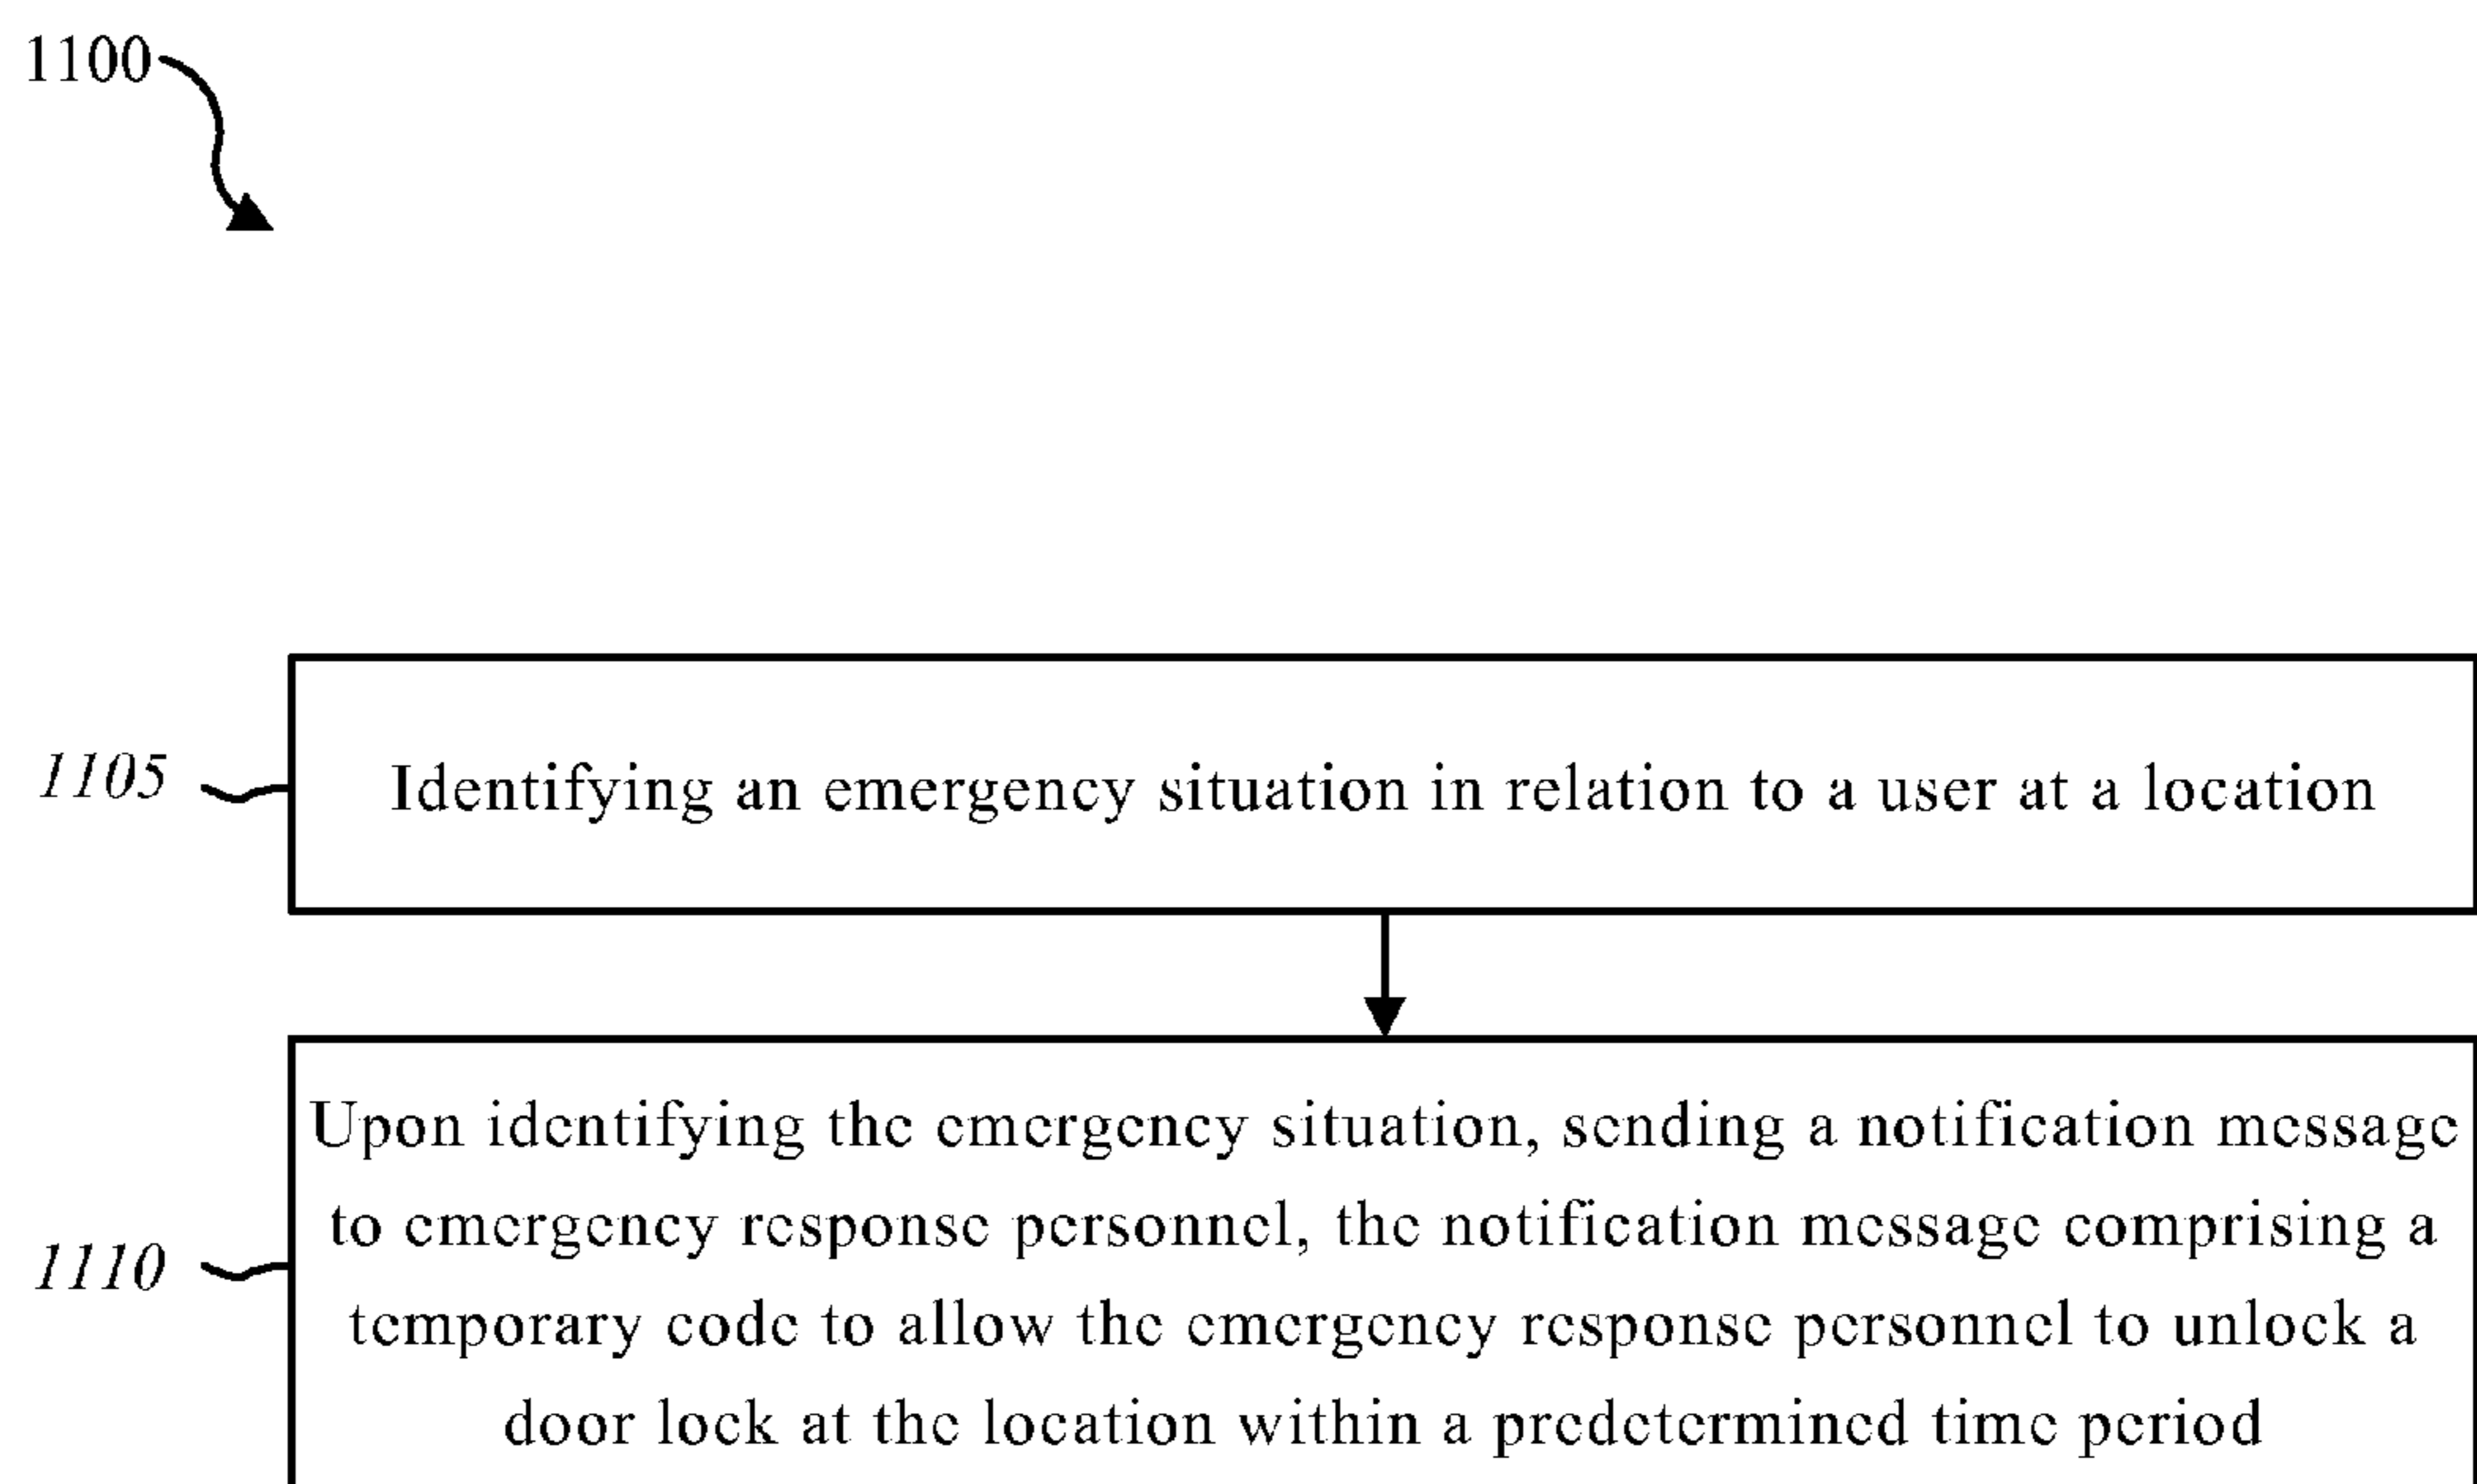 1100
1105
Identifying an emergency situation in relation to a user at a location
Upon identifying the emergency situation, sending a notification message
to emergency response personnel, the notification message comprising a
1110
temporary code to allow the emergency response personnel to unlock a
door lock at the location within a predetermined time period